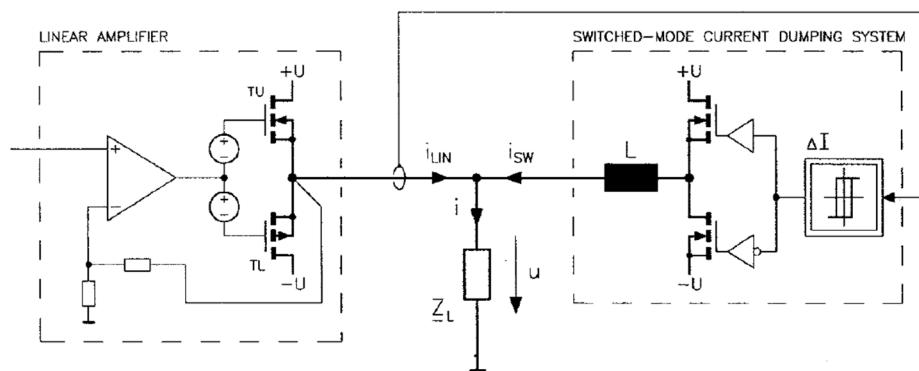 LINEAR AMPLIFIER
SWITCHED-MODE CURRENT DUMPING SYSTEM
+U
+U
TU
ΔI
i_LIN
i_SW
L
+
−
i
u
TL
−U
−U
Z_L